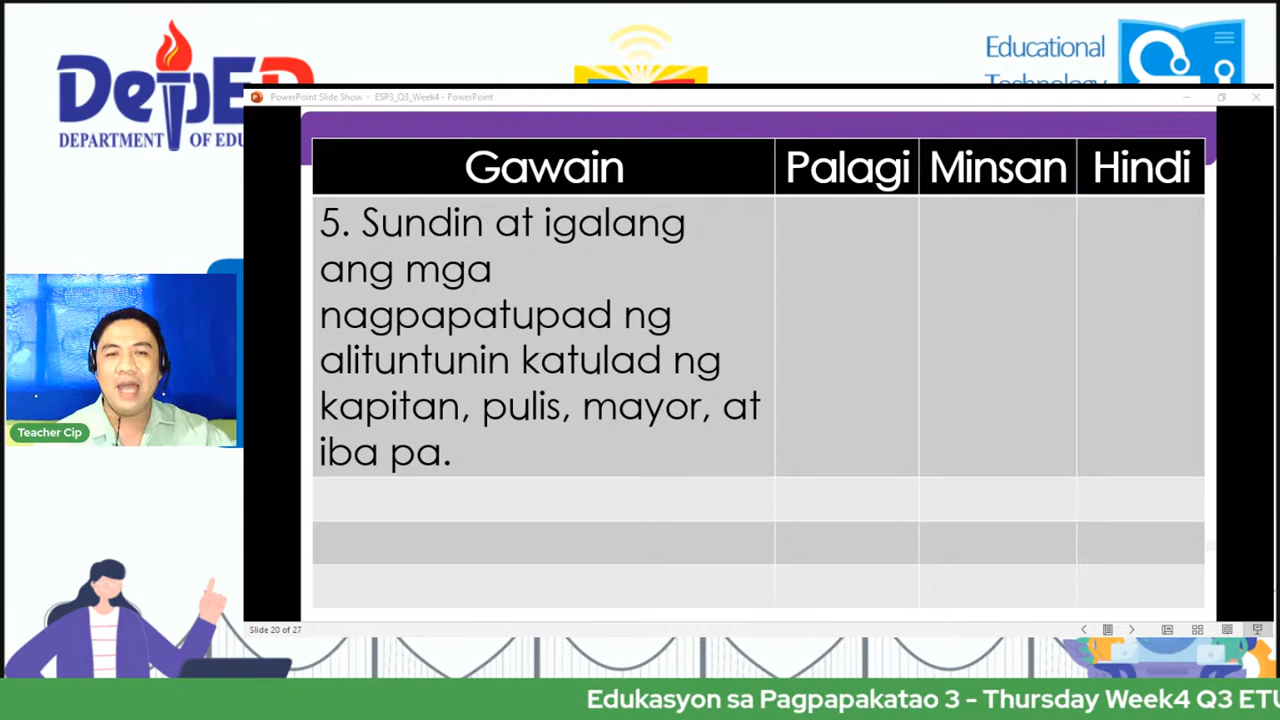 DepED
DEPARTMENT OF EDU
Educational
Technology
PowerPoint Slide Show - ESP3_Q3_Week4 - PowerPoint
Gawain Palagi Minsan Hindi
5. Sundin at igalang
ang mga
nagpapatupad ng
alituntunin katulad ng
kapitan, pulis, mayor, at
iba pa.
Teacher Cip
Slide 20 of 27
Edukasyon sa Pagpapakatao 3 - Thursday Week4 Q3 ETU